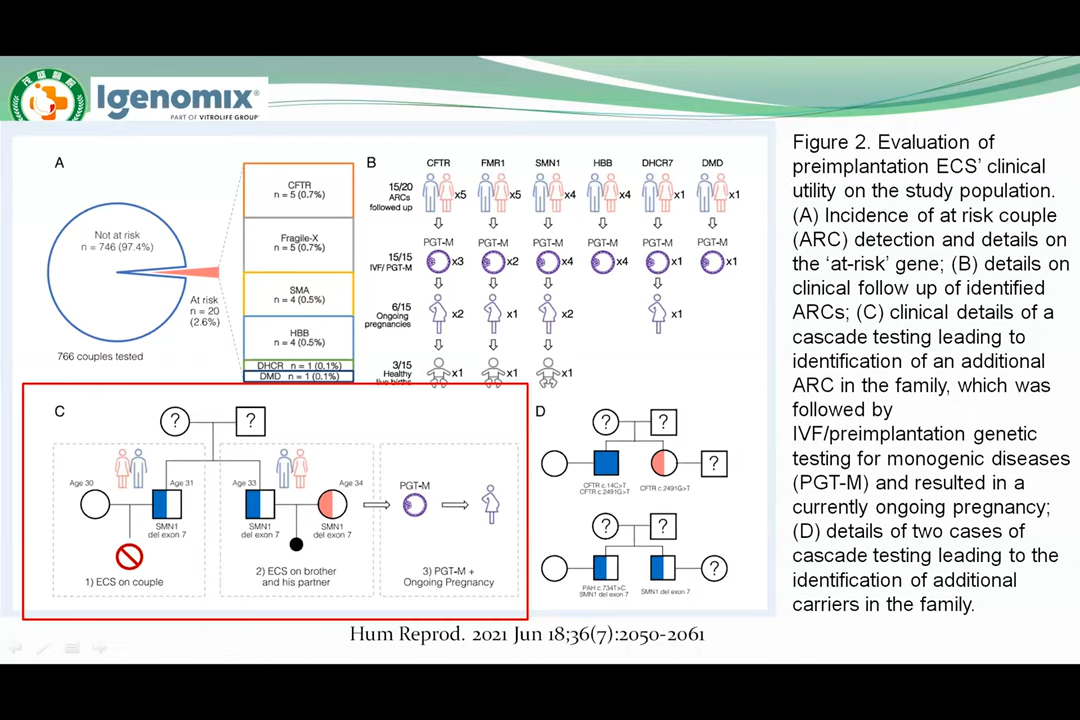 茂盛醫院
Igenomix®
PART OF VITROLIFE GROUP
A
Not at risk
n = 746 (97.4%)
At risk
n = 20
(2.6%)
766 couples tested
CFTR
n = 5 (0.7%)
Fragile-X
n = 5 (0.7%)
SMA
n = 4 (0.5%)
HBB
n = 4 (0.5%)
DHCR n = 1 (0.1%)
DMD n = 1 (0.1%)
B
CFTR FMR1 SMN1 HBB DHCR7 DMD
15/20
ARCs
followed up
x5 x5 x4 x4 x1 x1
PGT-M PGT-M PGT-M PGT-M PGT-M PGT-M
15/15
IVF/ PGT-M
x3 x2 x4 x4 x1 x1
6/15
Ongoing
pregnancies
x2 x1 x2 x1
3/15
Healthy
live births
x1 x1 x1
C
? ?
Age 30 Age 31
SMN1
del exon 7
1) ECS on couple
Age 33 Age 34
SMN1 SMN1
del exon 7 del exon 7
2) ECS on brother
and his partner
PGT-M
3) PGT-M +
Ongoing Pregnancy
D
? ?
?
CFTR c.14C>T
CFTR c.2491G>T CFTR c.2491G>T
? ?
?
PAH c.734T>C
SMN1 del exon 7 SMN1 del exon 7
Figure 2. Evaluation of
preimplantation ECS' clinical
utility on the study population.
(A) Incidence of at risk couple
(ARC) detection and details on
the 'at-risk' gene; (B) details on
clinical follow up of identified
ARCs; (C) clinical details of a
cascade testing leading to
identification of an additional
ARC in the family, which was
followed by
IVF/preimplantation genetic
testing for monogenic diseases
(PGT-M) and resulted in a
currently ongoing pregnancy;
(D) details of two cases of
cascade testing leading to the
identification of additional
carriers in the family.
Hum Reprod. 2021 Jun 18;36(7):2050-2061